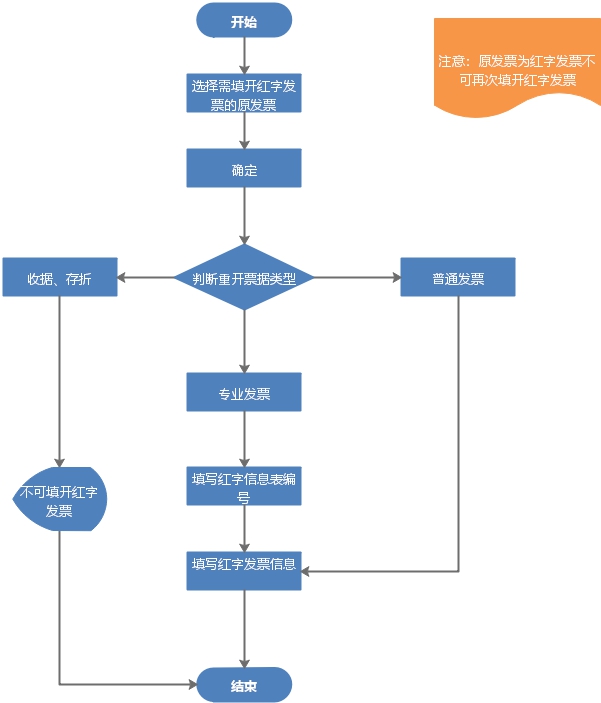 开始
注意：原发票为红字发票不
可再次填开红字发票
选择需填开红字发
票的原发票
确定
收据、存折
判断重开票据类型
普通发票
专业发票
填写红字信息表编
号
不可填开红字
发票
填写红字发票信息
结束